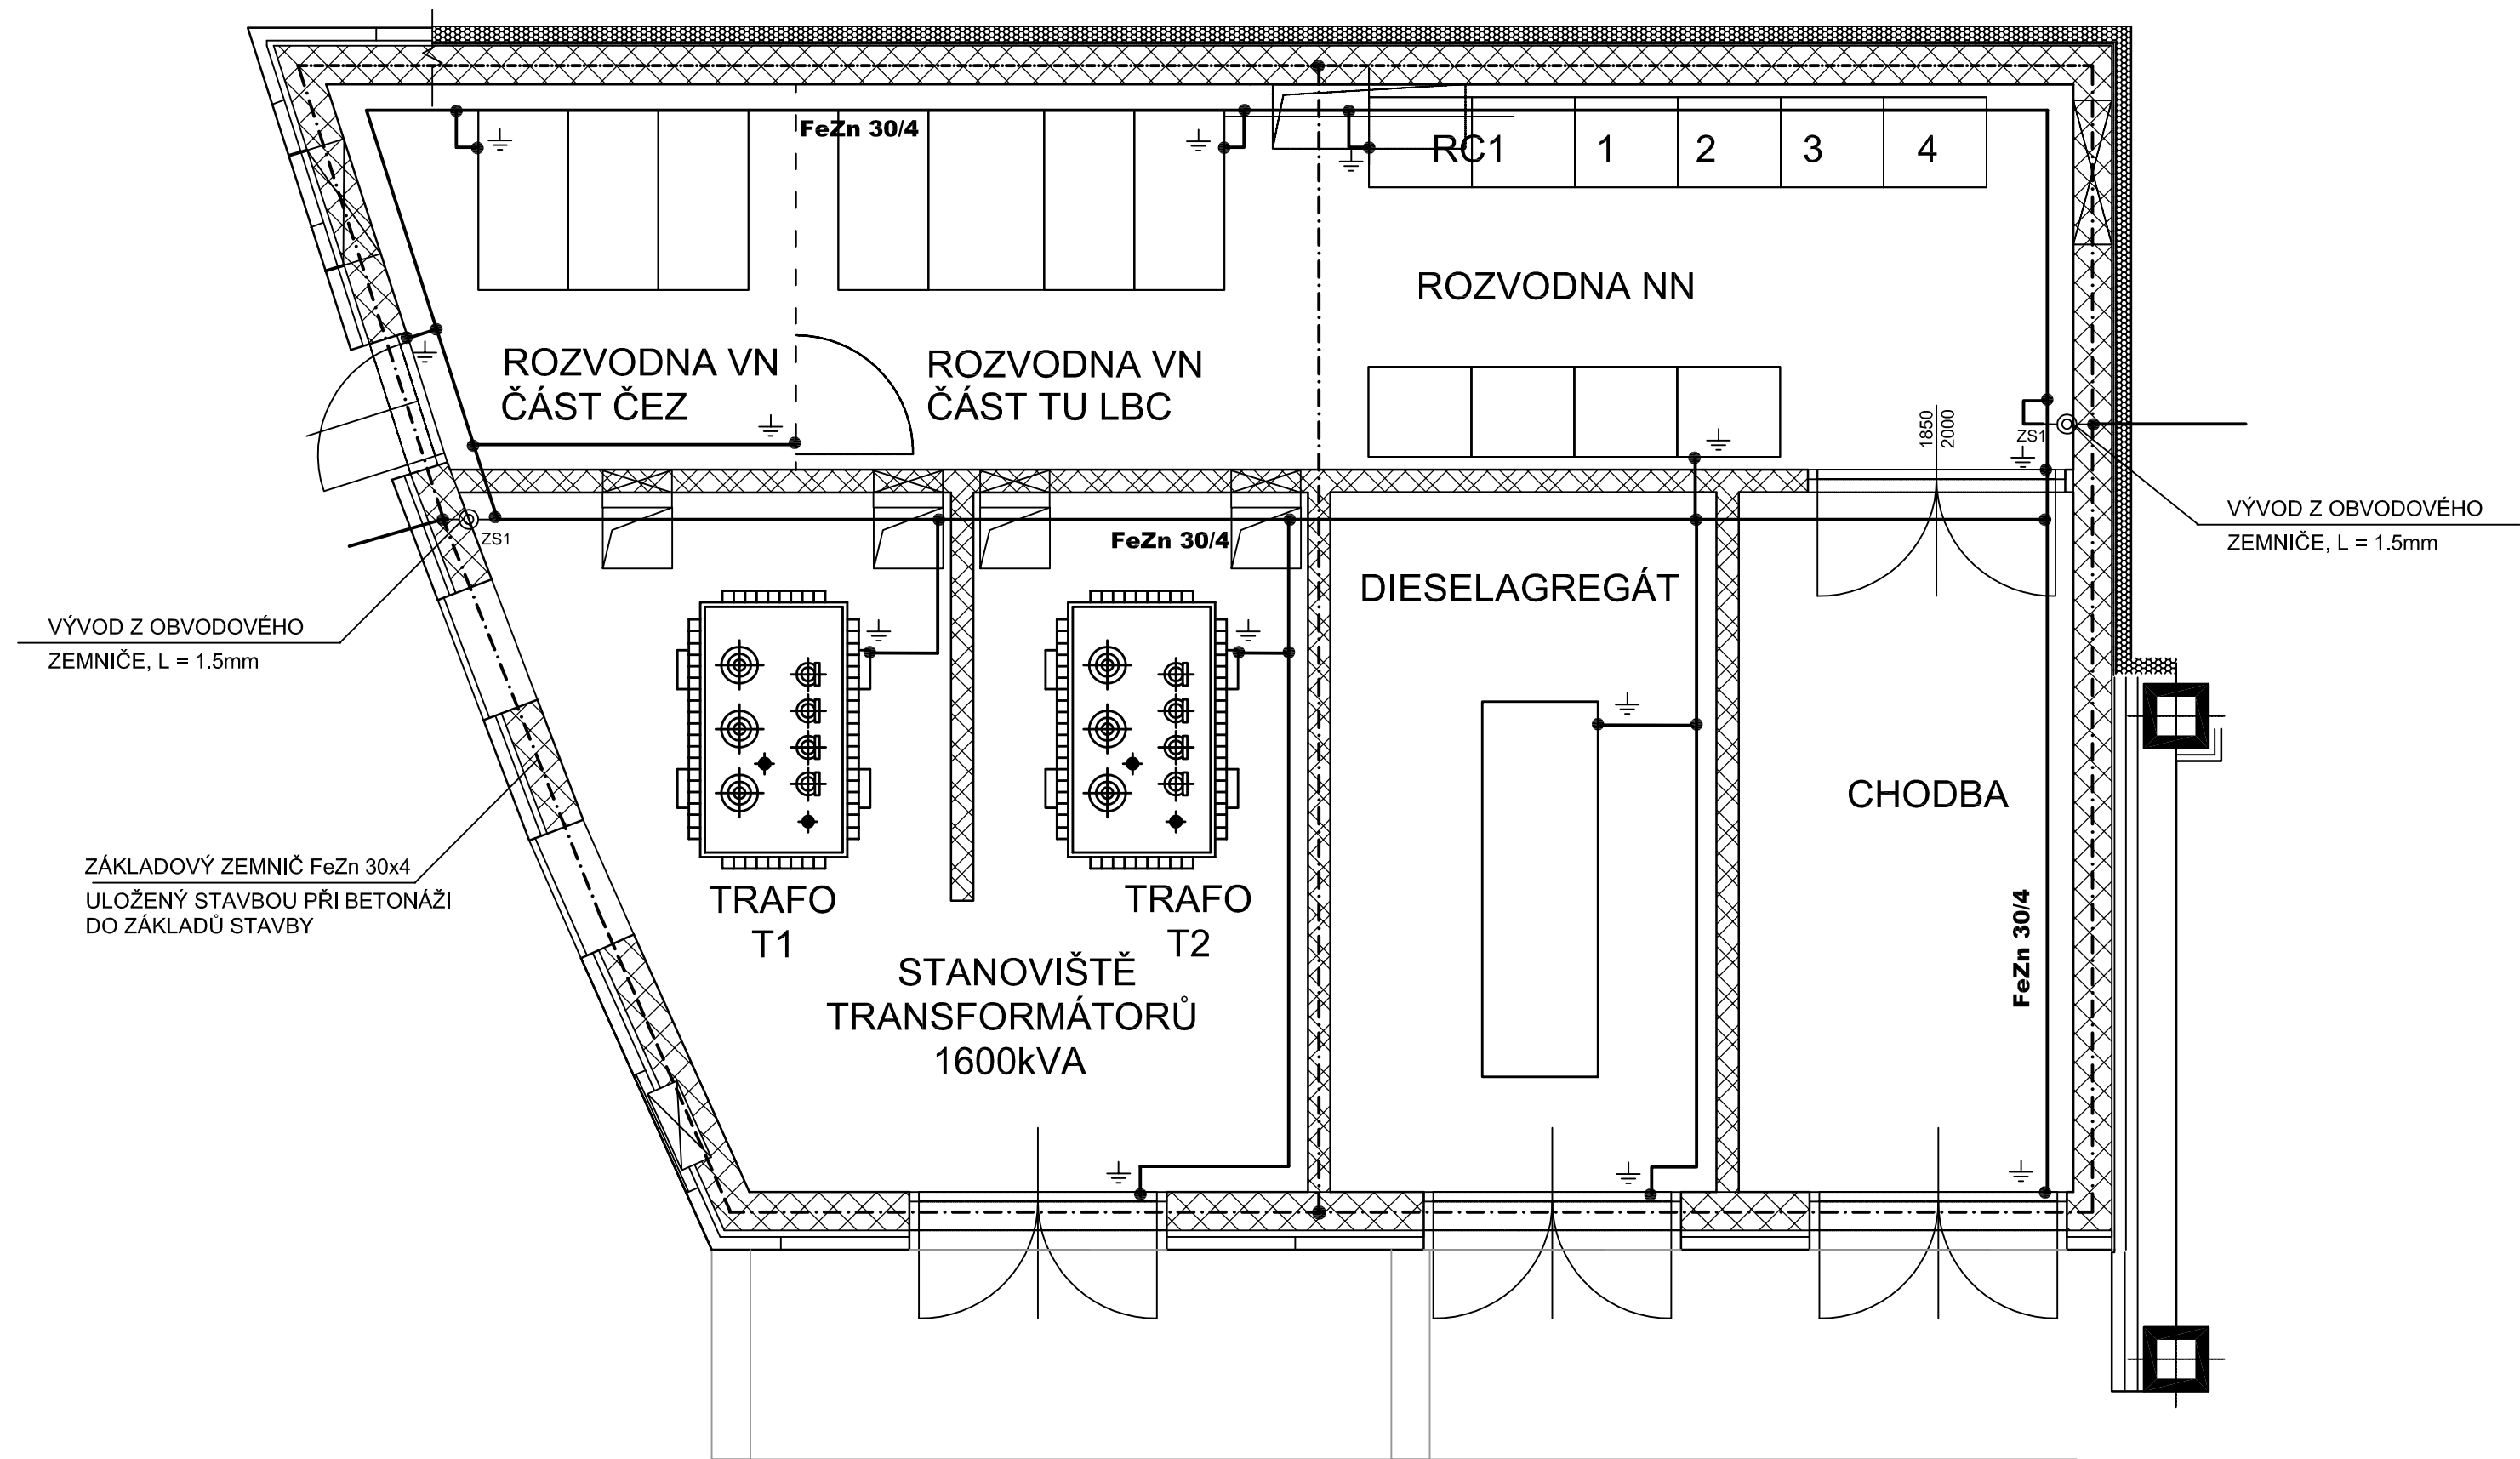 FeZn 30/4
RC1
1
2
3
4
ROZVODNA NN
ROZVODNA VN
ČÁST ČEZ
ROZVODNA VN
ČÁST TU LBC
1850
2000
ZS1
VÝVOD Z OBVODOVÉHO
ZEMNIČE, L = 1.5mm
ZS1
FeZn 30/4
DIESELAGREGÁT
VÝVOD Z OBVODOVÉHO
ZEMNIČE, L = 1.5mm
CHODBA
ZÁKLADOVÝ ZEMNIČ FeZn 30x4
ULOŽENÝ STAVBOU PŘI BETONÁŽI
DO ZÁKLADŮ STAVBY
TRAFO
T1
TRAFO
T2
FeZn 30/4
STANOVIŠTĚ
TRANSFORMÁTORŮ
1600kVA